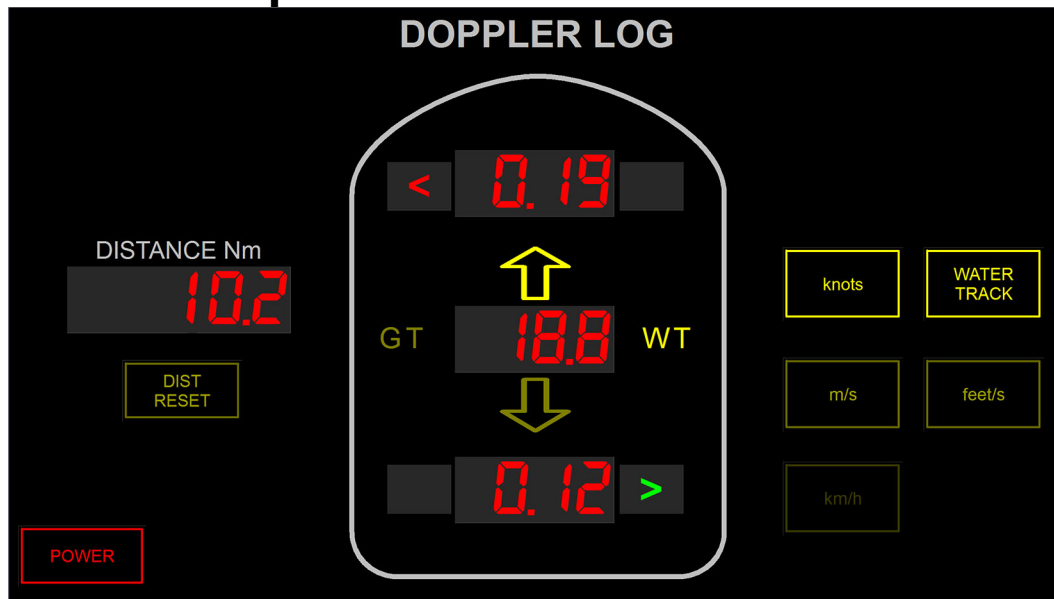 DOPPLER LOG
< 0.19
DISTANCE Nm
10.2
DIST
RESET
GT 18.8 WT
0.12 >
knots
WATER
TRACK
m/s
feet/s
km/h
POWER